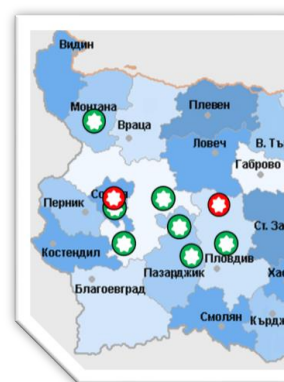 Видин
Монтана
Враца
Плевен
Ловеч
В. Тъ
Габрово
Перник
Ст. За
Костендил
Пловдив
Пазарджик
Хас
Благоевград
Смолян
Кърдж